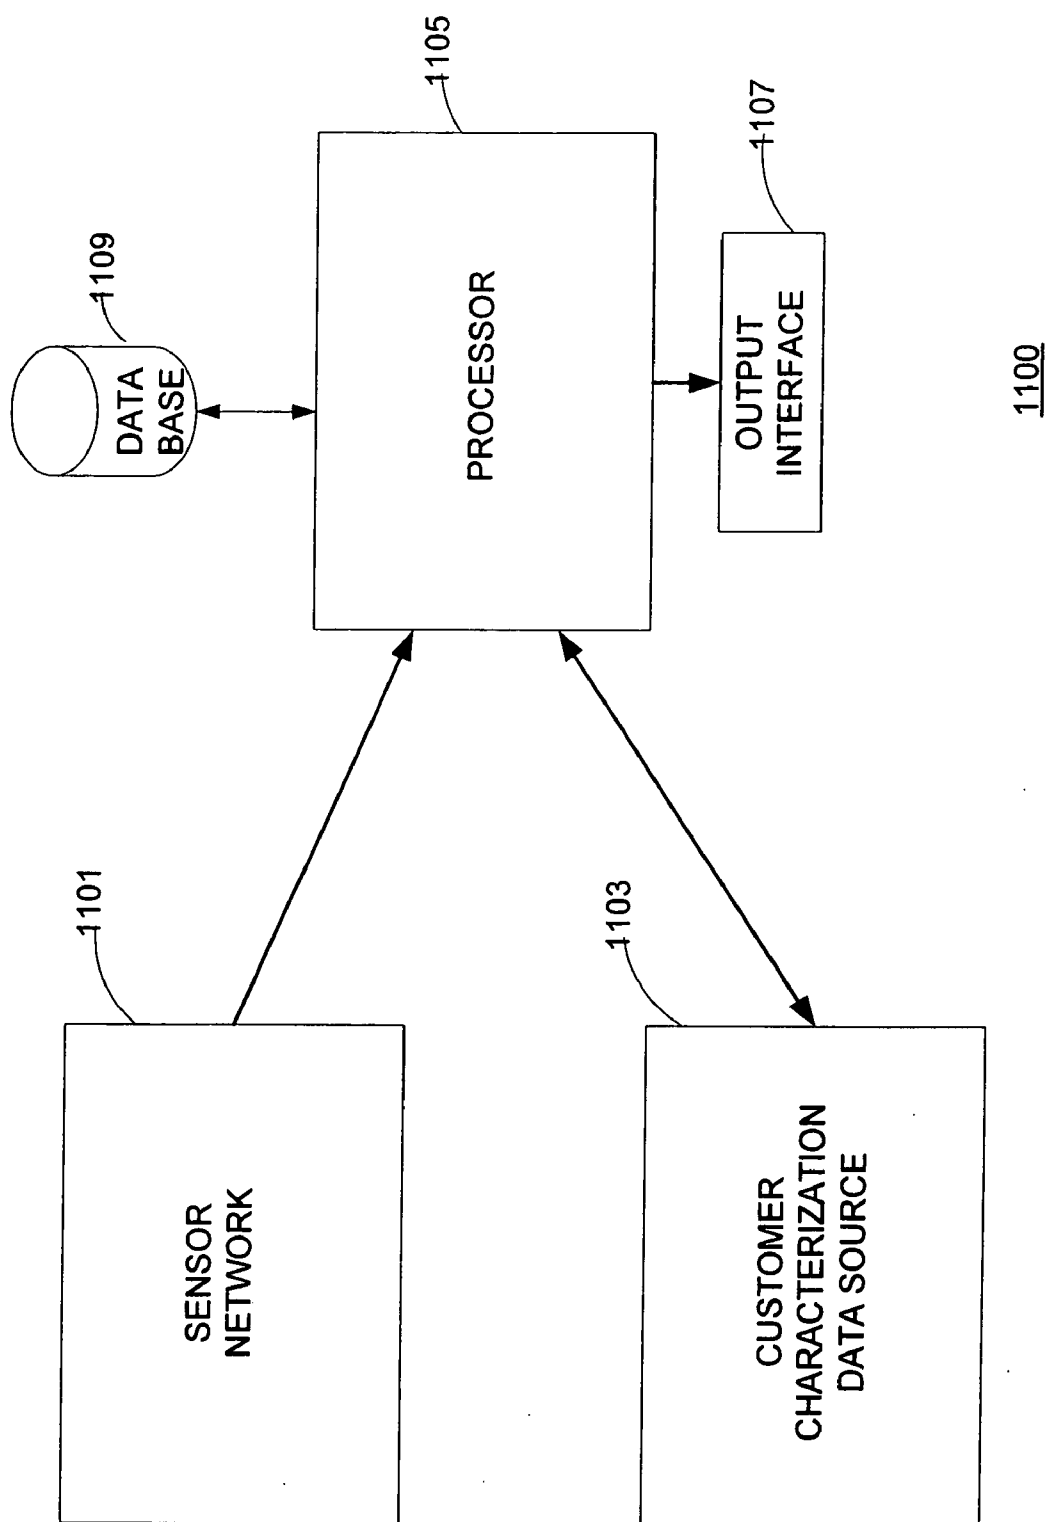 1101
SENSOR
NETWORK
1103
CUSTOMER
CHARACTERIZATION
DATA SOURCE
1109
DATA
BASE
1105
PROCESSOR
1107
OUTPUT
INTERFACE
1100